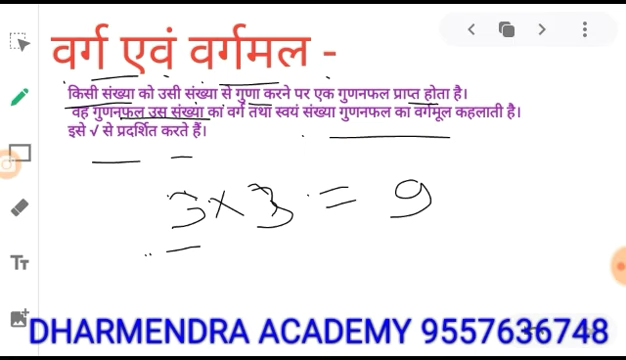 वर्ग एवं वर्गमल -
किसी संख्या को उसी संख्या से गुणा करने पर एक गुणनफल प्राप्त होता है।
वह गुणनफल उस संख्या का वर्ग तथा स्वयं संख्या गुणनफल का वर्गमूल कहलाती है।
इसे √ से प्रदर्शित करते हैं।
3 × 3 = 9
Tт
DHARMENDRA ACADEMY 9557636748